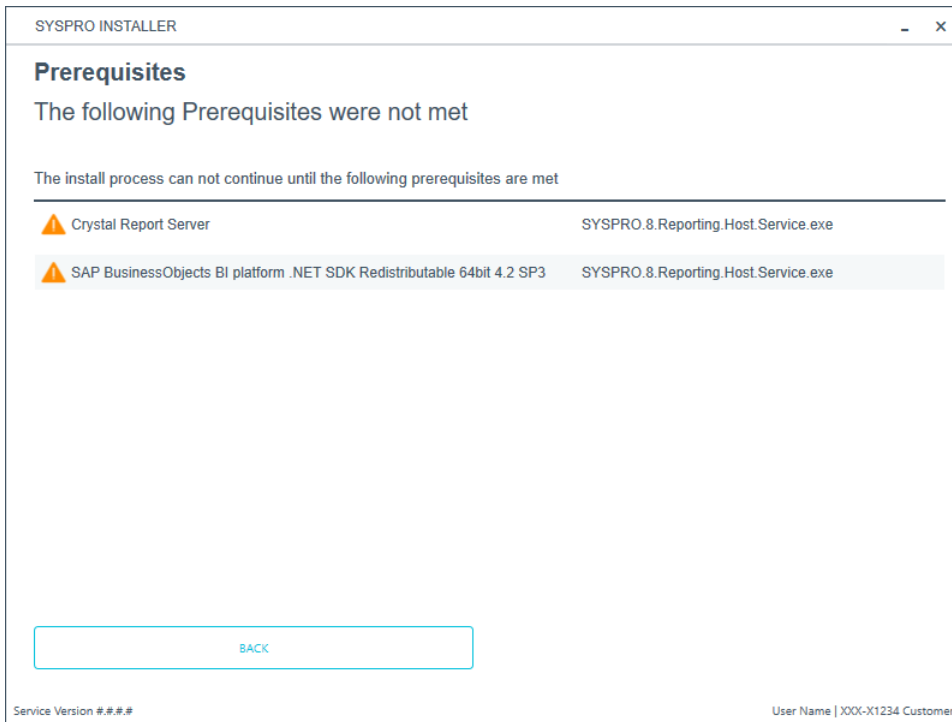 SYSPRO INSTALLER
Prerequisites
The following Prerequisites were not met
The install process can not continue until the following prerequisites are met
Crystal Report Server SYSPRO.8.Reporting.Host.Service.exe
SAP BusinessObjects BI platform .NET SDK Redistributable 64bit 4.2 SP3 SYSPRO.8.Reporting.Host.Service.exe
BACK
Service Version #.#.#.# User Name | XXX-X1234 Customer